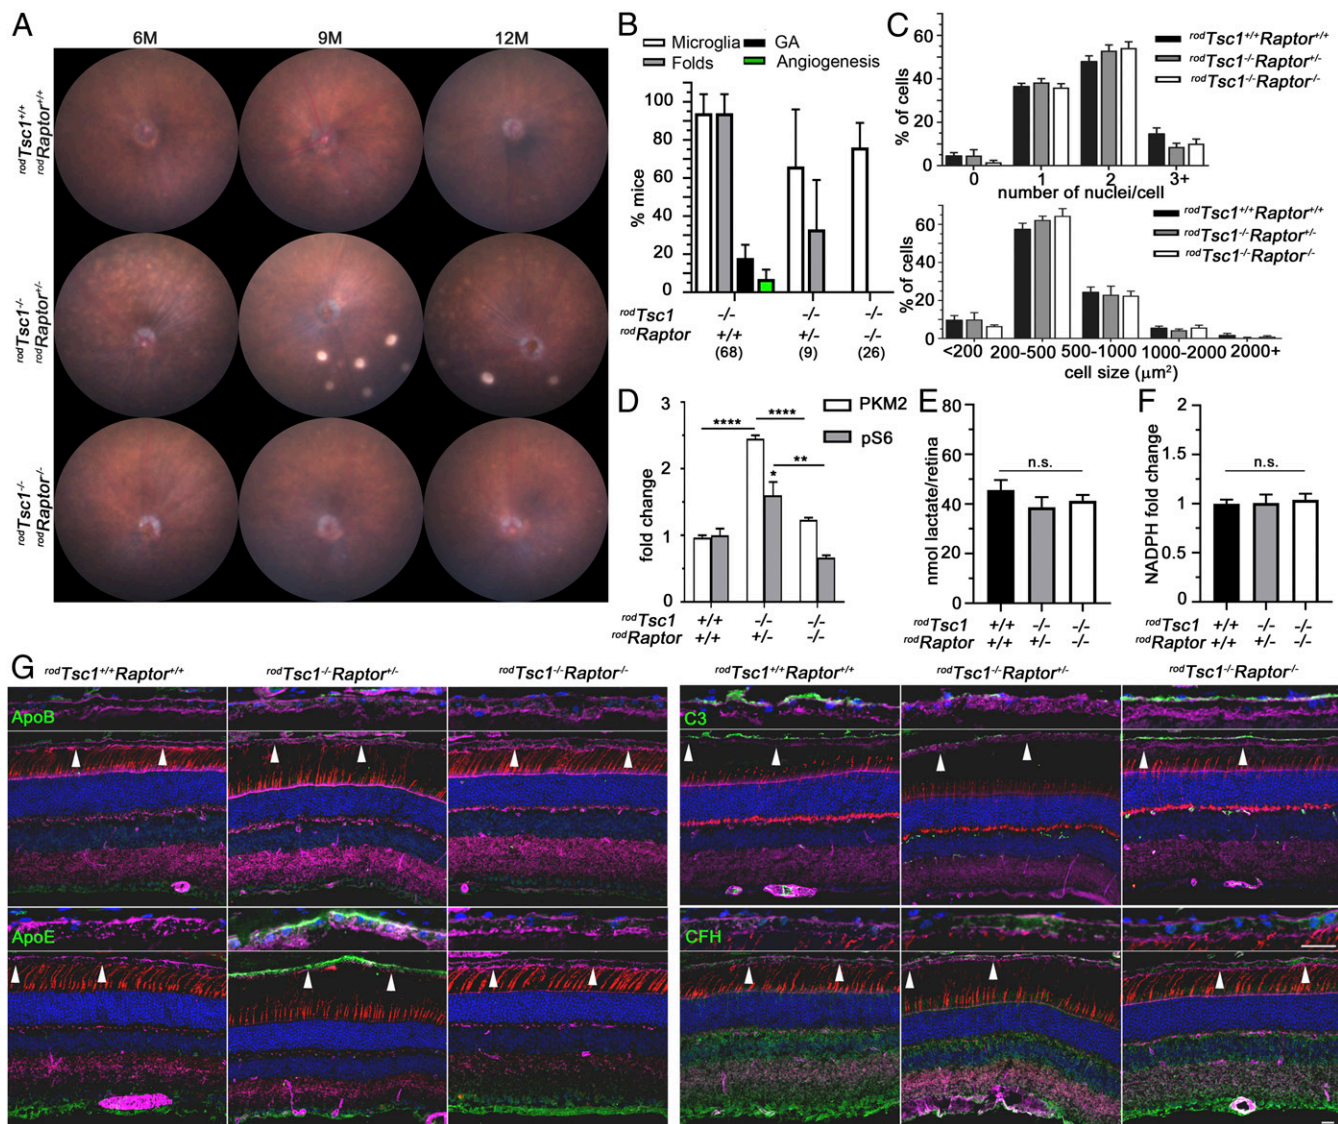 A
6M
9M
12M
rodTsc1+/+
rodRaptor+/+
rodTsc1-/-
rodRaptor+/-
rodTsc1-/-
rodRaptor-/-
B
Microglia
GA
Folds
Angiogenesis
% mice
100
80
60
40
20
0
rodTsc1 -/- -/- -/-
rodRaptor +/+ +/- -/-
(68) (9) (26)
C
60
40
20
0
% of cells
rodTsc1+/+Raptor+/+
rodTsc1-/-Raptor+/-
rodTsc1-/-Raptor-/-
0 1 2 3+
number of nuclei/cell
60
40
20
0
% of cells
rodTsc1+/+Raptor+/+
rodTsc1-/-Raptor+/-
rodTsc1-/-Raptor-/-
<200 200-500 500-1000 1000-2000 2000+
cell size (μm2)
D
3
2
1
0
fold change
**** ****
**
*
PKM2
pS6
rodTsc1 +/+ -/- -/-
rodRaptor +/+ +/- -/-
E
80
60
40
20
0
nmol lactate/retina
n.s.
rodTsc1 +/+ -/- -/-
rodRaptor +/+ +/- -/-
F
2
1.5
1
0.5
0
NADPH fold change
n.s.
rodTsc1 +/+ -/- -/-
rodRaptor +/+ +/- -/-
G
rodTsc1+/+Raptor+/+ rodTsc1-/-Raptor+/- rodTsc1-/-Raptor-/- rodTsc1+/+Raptor+/+ rodTsc1-/-Raptor+/- rodTsc1-/-Raptor-/-
ApoB
C3
ApoE
CFH